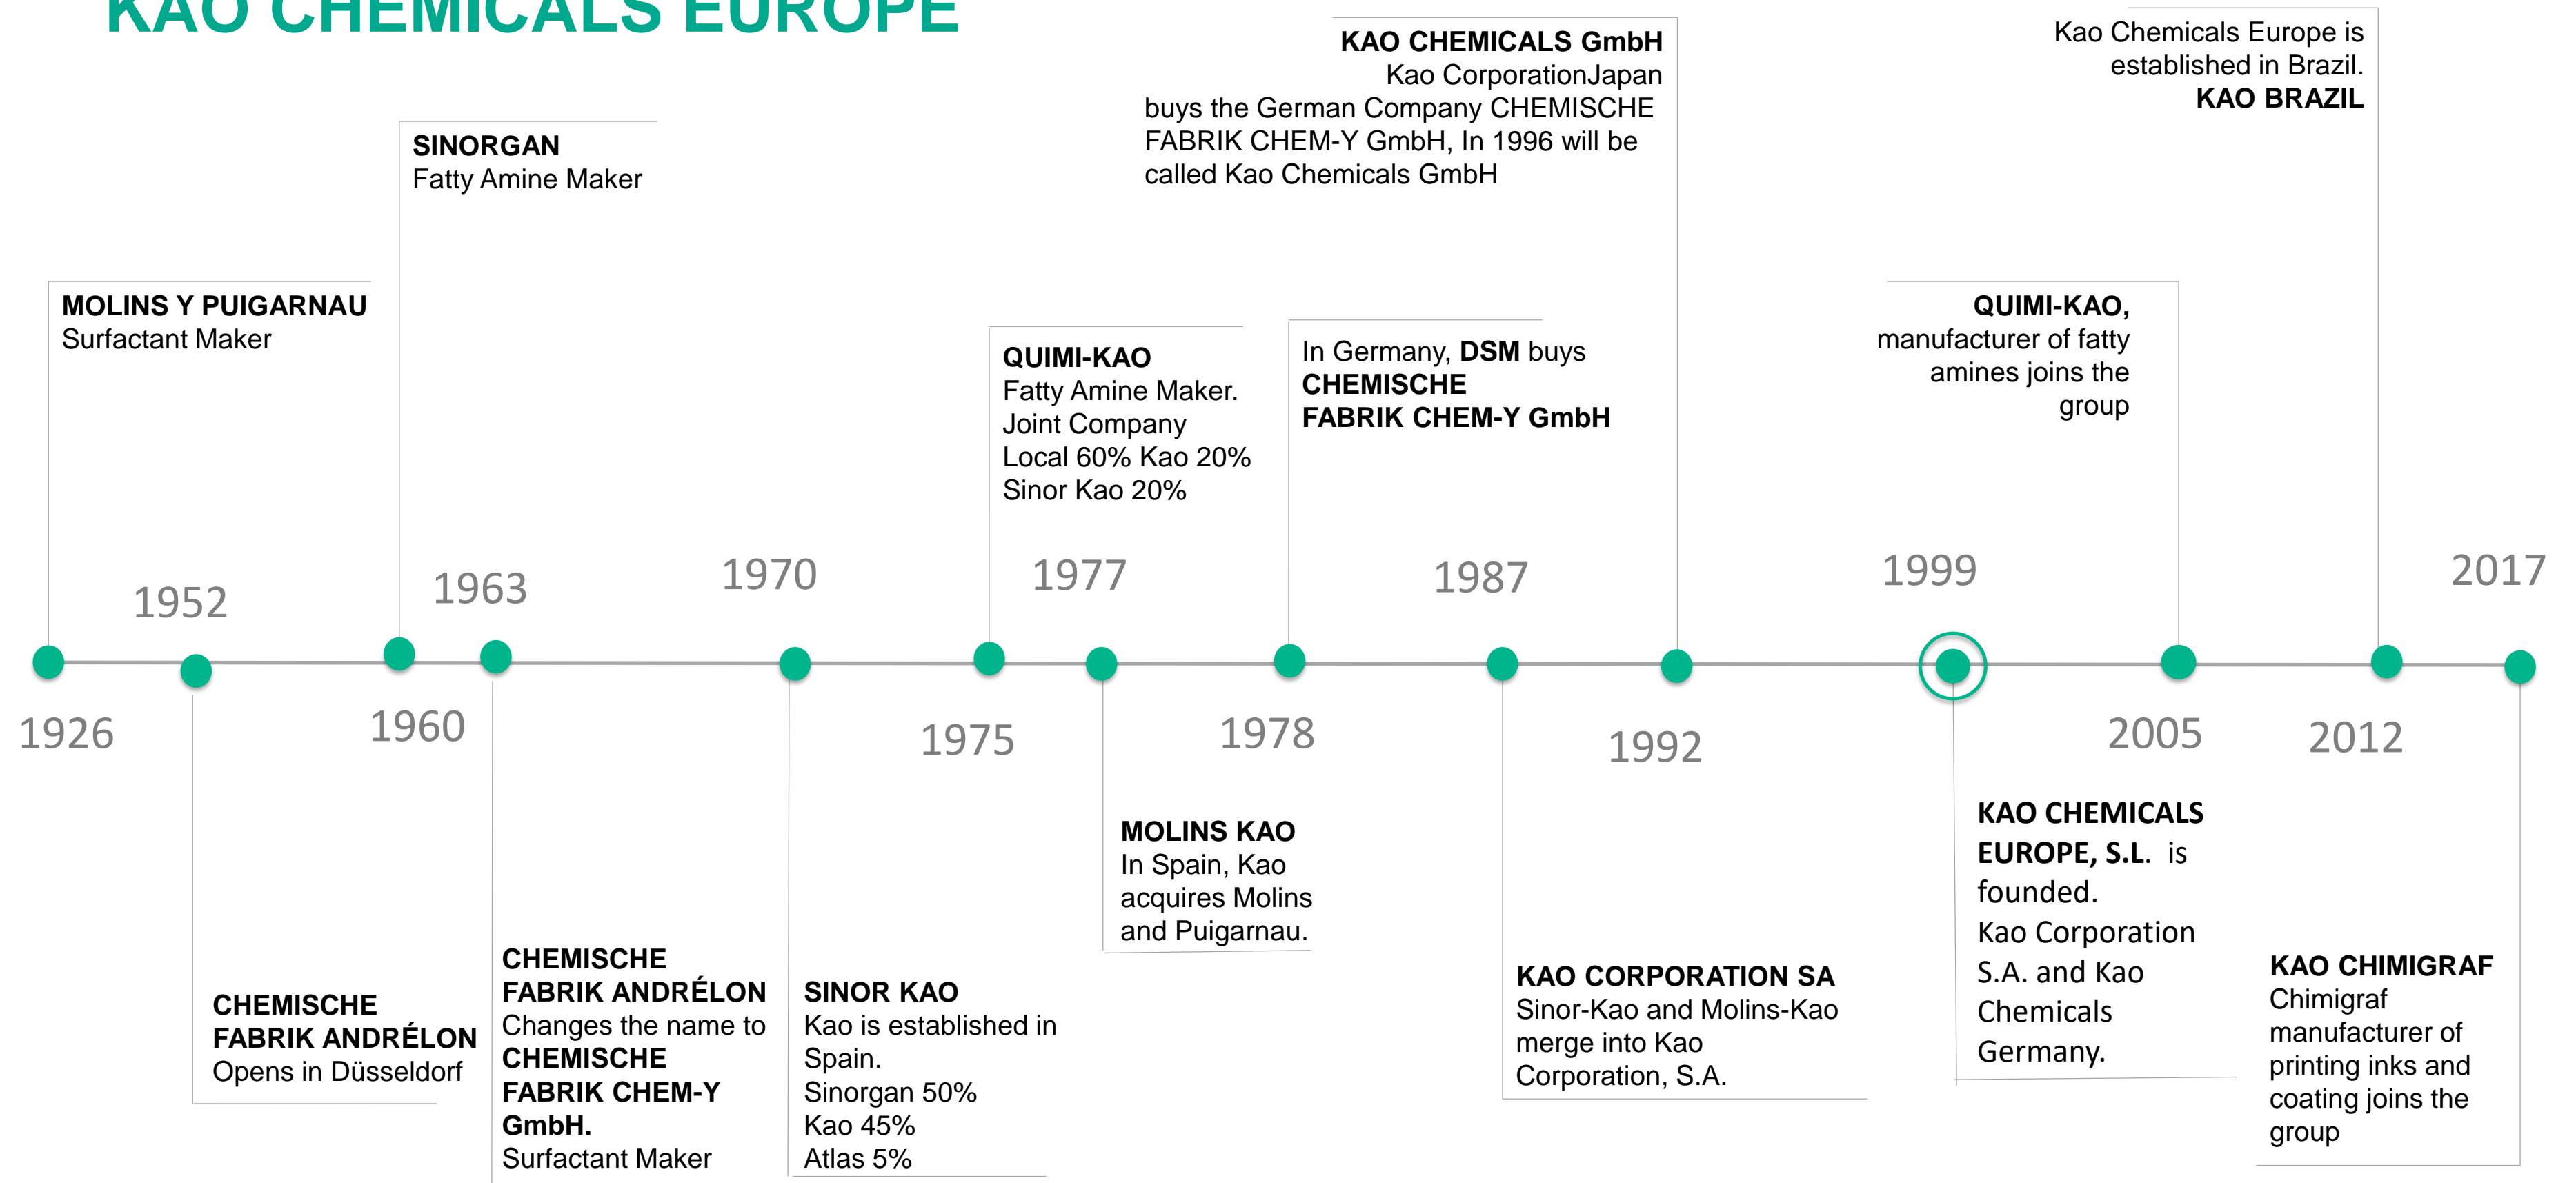 KAO CHEMICALS EUROPE
KAO CHEMICALS GmbH
Kao CorporationJapan
buys the German Company CHEMISCHE
FABRIK CHEM-Y GmbH, In 1996 will be
called Kao Chemicals GmbH
Kao Chemicals Europe is
established in Brazil.
KAO BRAZIL
SINORGAN
Fatty Amine Maker
MOLINS Y PUIGARNAU
Surfactant Maker
QUIMI-KAO
Fatty Amine Maker.
Joint Company
Local 60% Kao 20%
Sinor Kao 20%
In Germany, DSM buys
CHEMISCHE
FABRIK CHEM-Y GmbH
QUIMI-KAO,
manufacturer of fatty
amines joins the
group
1952
1963
1970
1977
1987
1999
2017
1926
1960
1975
1978
1992
2005
2012
CHEMISCHE
FABRIK ANDRÉLON
Opens in Düsseldorf
CHEMISCHE
FABRIK ANDRÉLON
Changes the name to
CHEMISCHE
FABRIK CHEM-Y
GmbH.
Surfactant Maker
SINOR KAO
Kao is established in
Spain.
Sinorgan 50%
Kao 45%
Atlas 5%
MOLINS KAO
In Spain, Kao
acquires Molins
and Puigarnau.
KAO CORPORATION SA
Sinor-Kao and Molins-Kao
merge into Kao
Corporation, S.A.
KAO CHEMICALS
EUROPE, S.L. is
founded.
Kao Corporation
S.A. and Kao
Chemicals
Germany.
KAO CHIMIGRAF
Chimigraf
manufacturer of
printing inks and
coating joins the
group